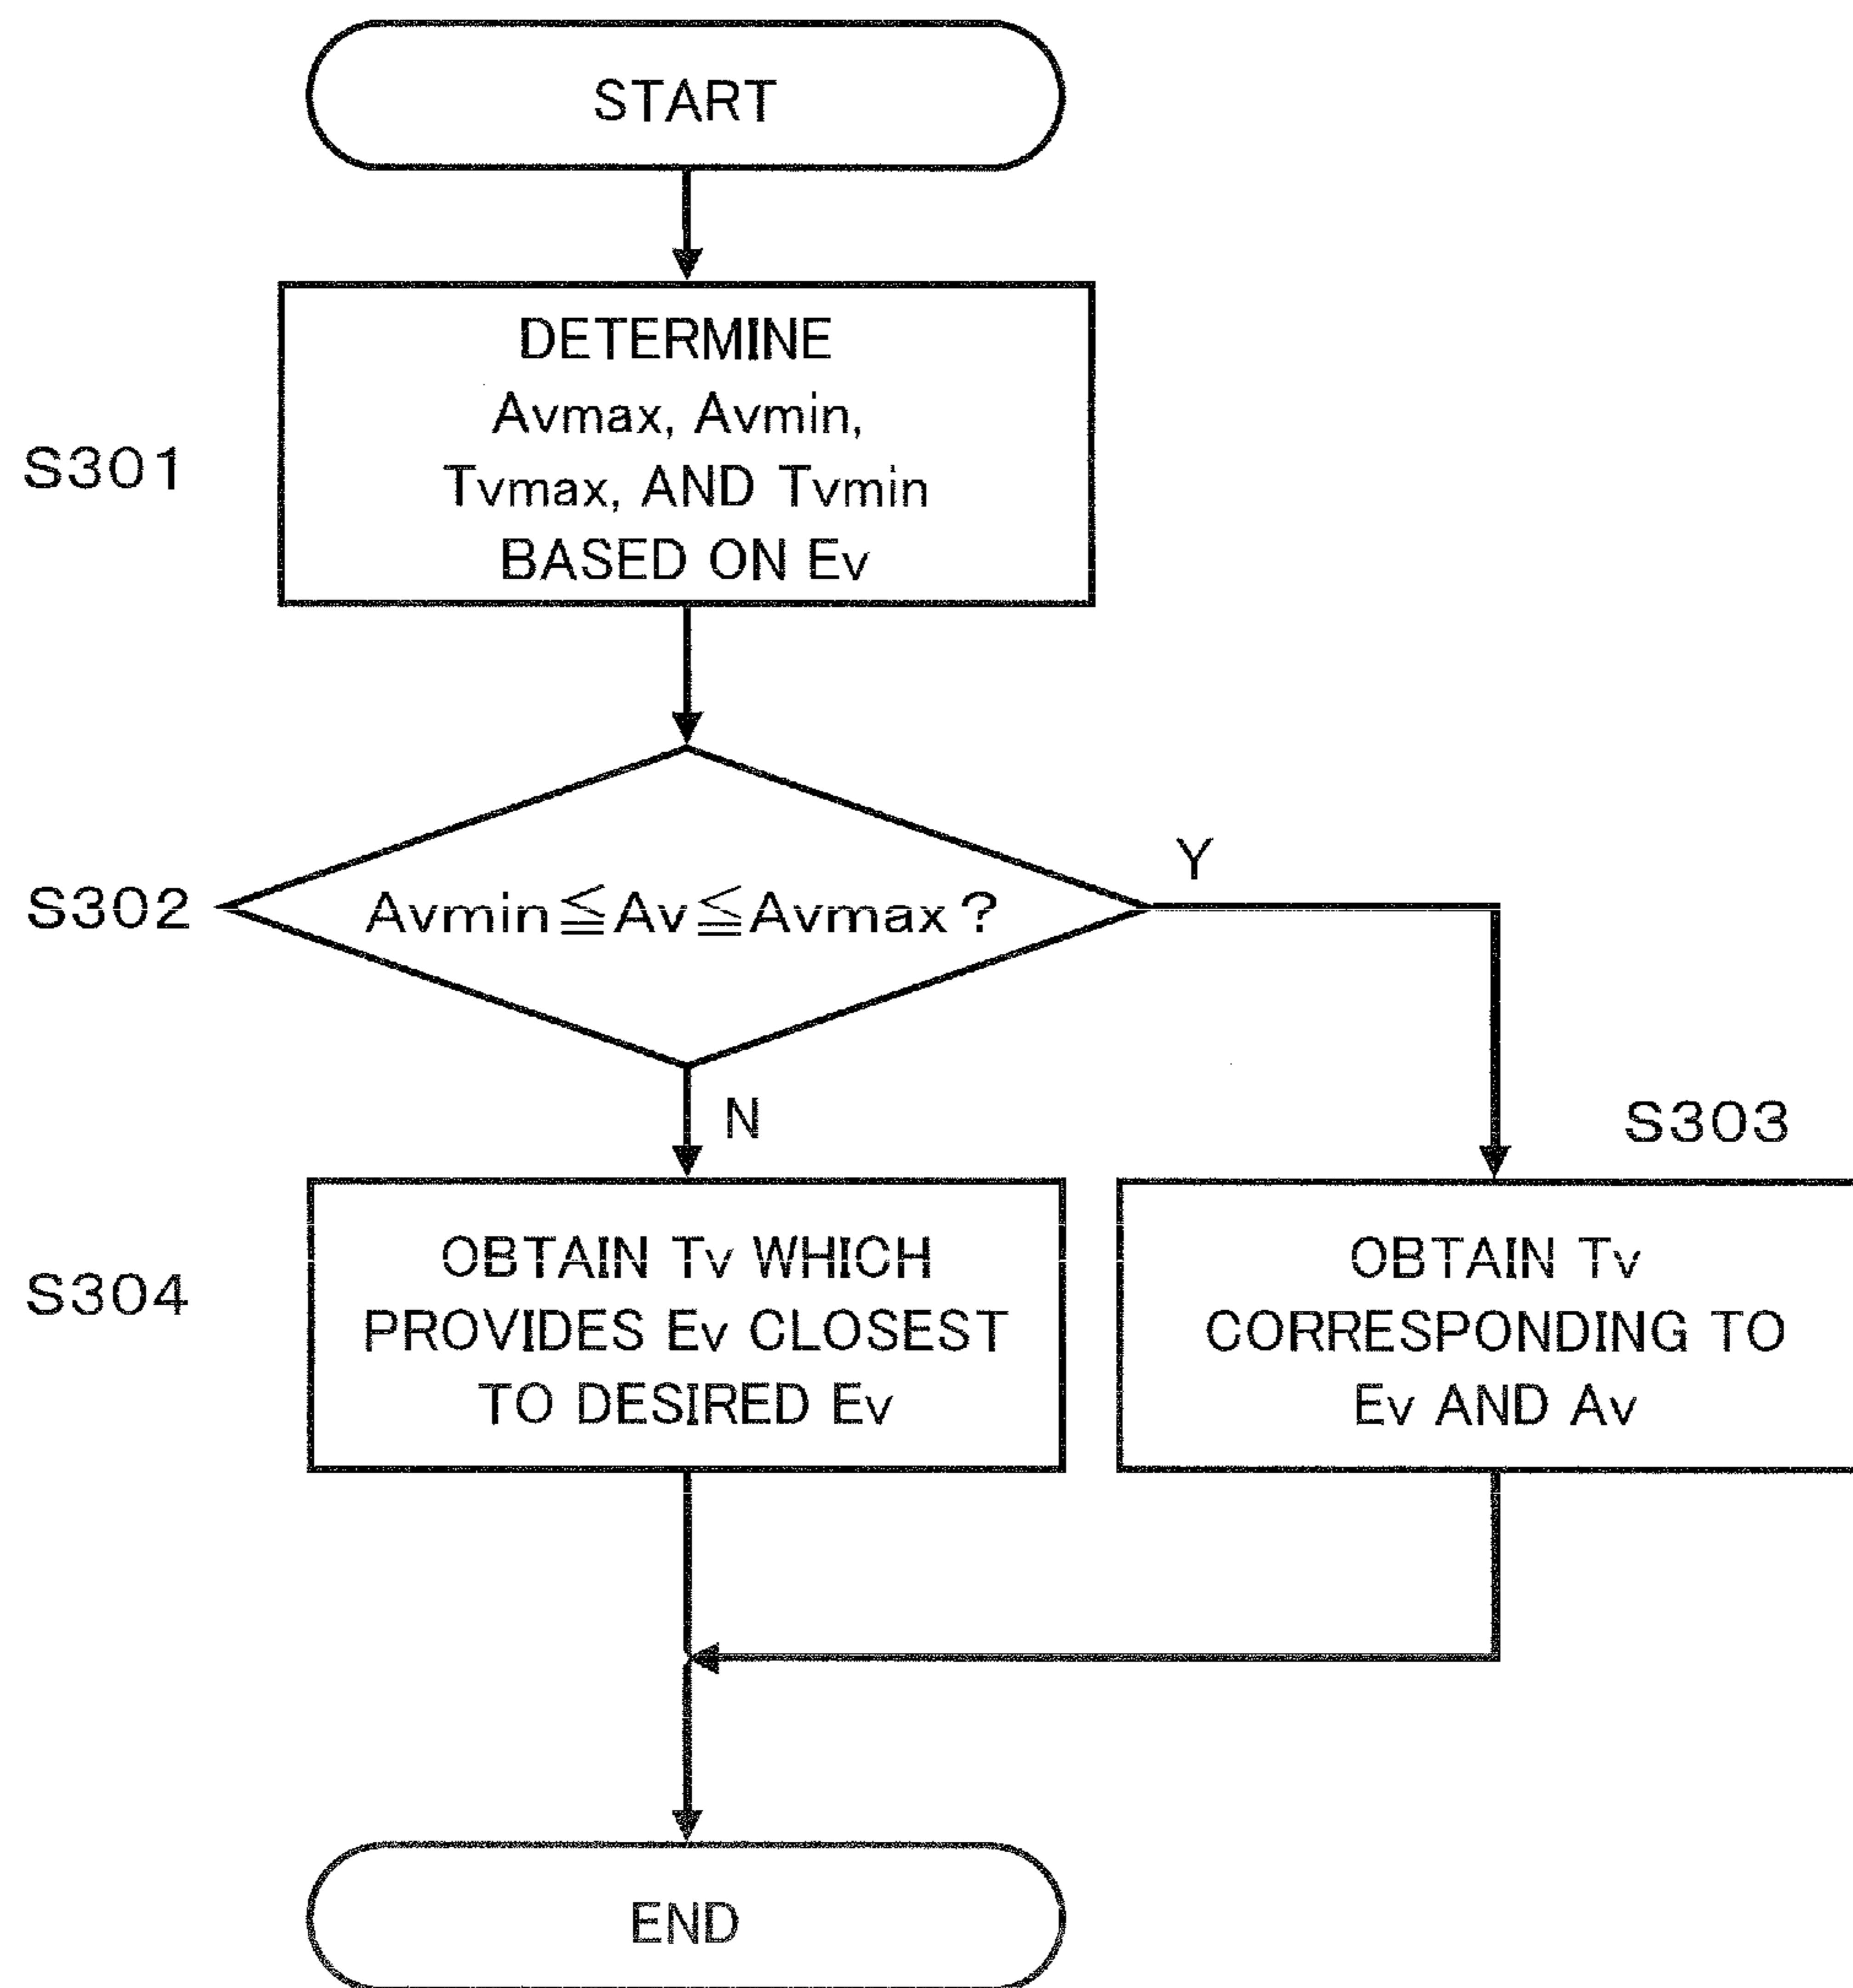 START
S301
DETERMINE
Avmax, Avmin,
Tvmax, AND Tvmin
BASED ON Ev
S302
Avmin≦Av≦Avmax?
Y
N
S303
S304
OBTAIN Tv WHICH
PROVIDES Ev CLOSEST
TO DESIRED Ev
OBTAIN Tv
CORRESPONDING TO
Ev AND Av
END